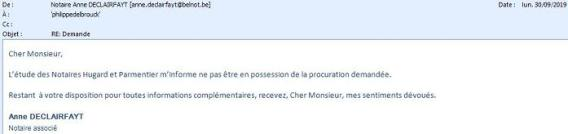 De : Notaire Anne DECLAIRFAYT [anne.declairfayt@belnot.be] Date : lun. 30/09/2019
À : 'philippedelbrouck'
Cc :
Objet : RE: Demande
Cher Monsieur,
L'étude des Notaires Hugard et Parmentier m'informe ne pas être en possession de la procuration demandée.
Restant à votre disposition pour toutes informations complémentaires, recevez, Cher Monsieur, mes sentiments dévoués.
Anne DECLAIRFAYT
Notaire associé